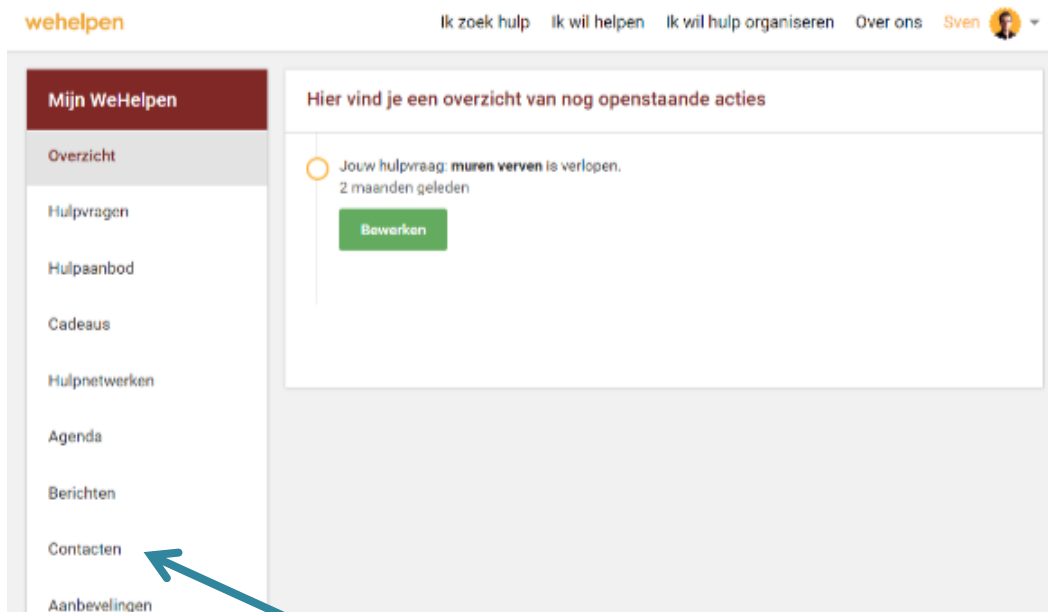 wehelpen
Ik zoek hulp Ik wil helpen Ik wil hulp organiseren Over ons Sven
Mijn WeHelpen
Overzicht
Hulpvragen
Hulpaanbod
Cadeaus
Hulpnetwerken
Agenda
Berichten
Contacten
Aanbevelingen
Hier vind je een overzicht van nog openstaande acties
Jouw hulpvraag: muren verven is verlopen.
2 maanden geleden
Bewerken